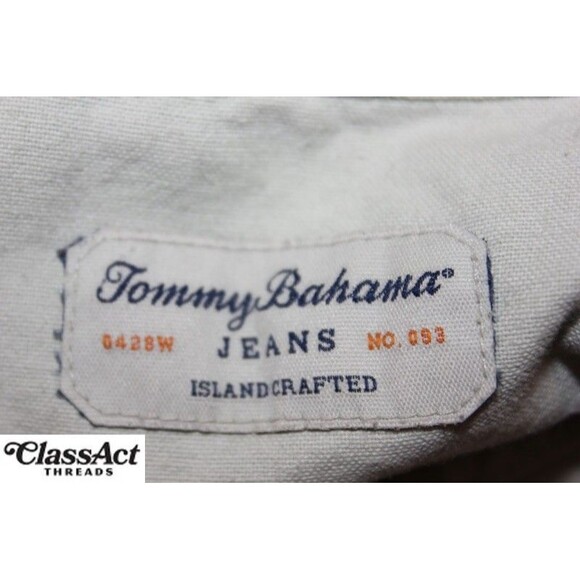 Tommy Bahama®
0428W JEANS NO. 093
ISLANDCRAFTED
ClassAct
THREADS